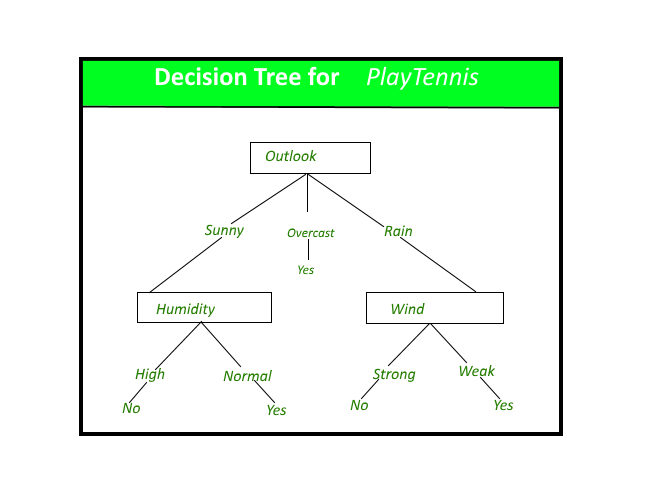 Decision Tree for PlayTennis
Outlook
Sunny
Overcast
Rain
Yes
Humidity
Wind
High
Normal
Strong
Weak
No
Yes
No
Yes